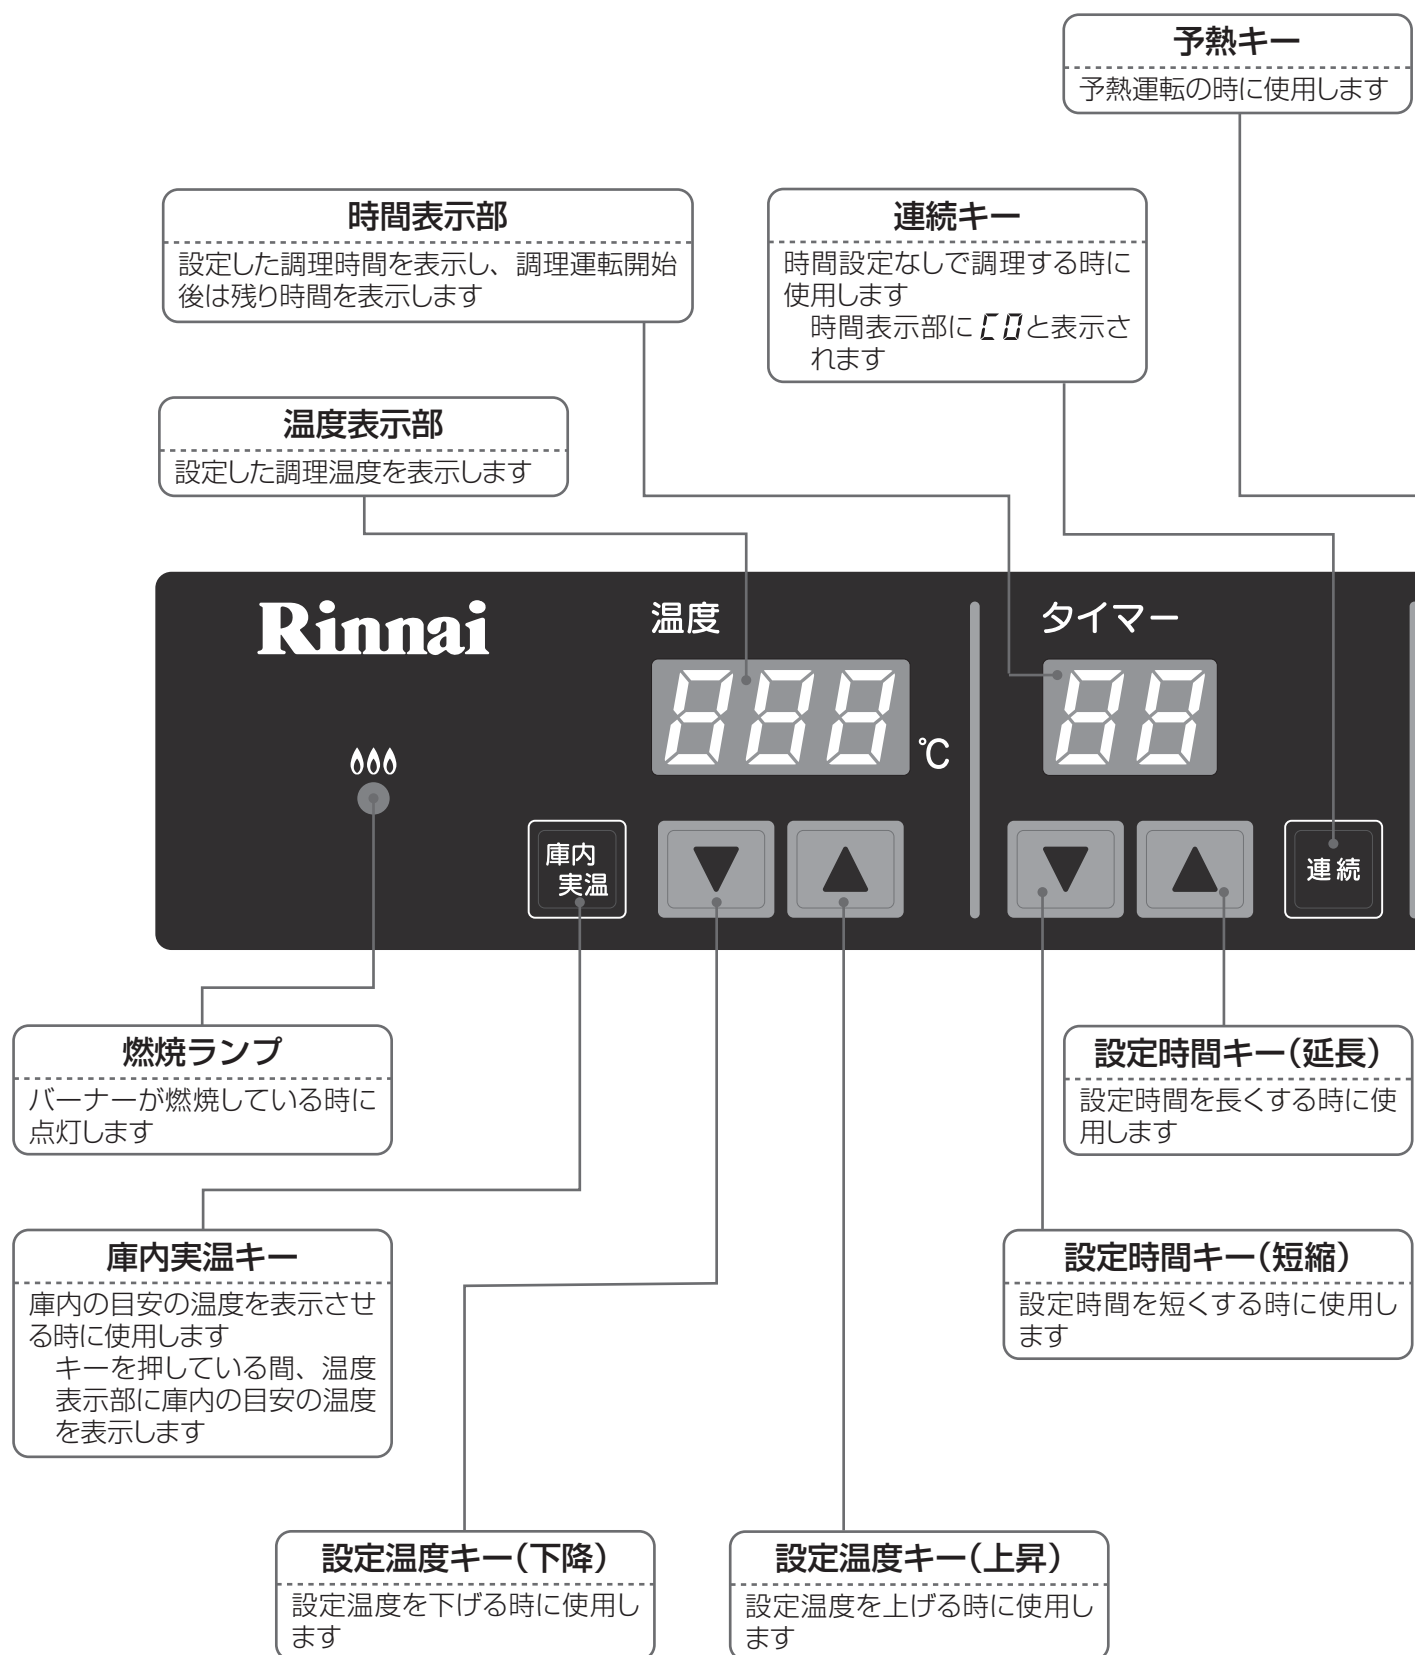 予熱キー
予熱運転の時に使用します
時間表示部
設定した調理時間を表示し、調理運転開始
後は残り時間を表示します
連続キー
時間設定なしで調理する時に
使用します
時間表示部にCOと表示さ
れます
温度表示部
設定した調理温度を表示します
Rinnai
温度
888
℃
タイマー
88
庫内
実温
▼
▲
▼
▲
連続
燃焼ランプ
バーナーが燃焼している時に
点灯します
設定時間キー(延長)
設定時間を長くする時に使
用します
庫内実温キー
庫内の目安の温度を表示させ
る時に使用します
キーを押している間、温度
表示部に庫内の目安の温度
を表示します
設定時間キー(短縮)
設定時間を短くする時に使用し
ます
設定温度キー(下降)
設定温度を下げる時に使用し
ます
設定温度キー(上昇)
設定温度を上げる時に使用し
ます